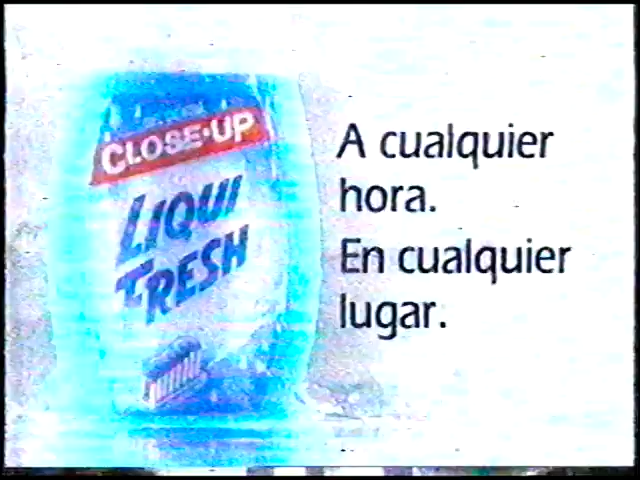 CLOSE-UP
LIQUI
FRESH
A cualquier
hora.
En cualquier
lugar.